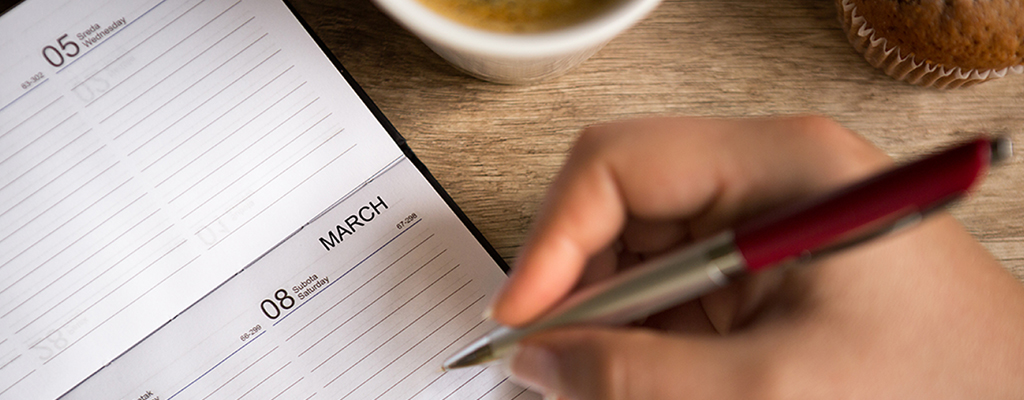 05 Sreda
Wednesday
63-302
MARCH
67-298
08 Subota
Saturday
66-299